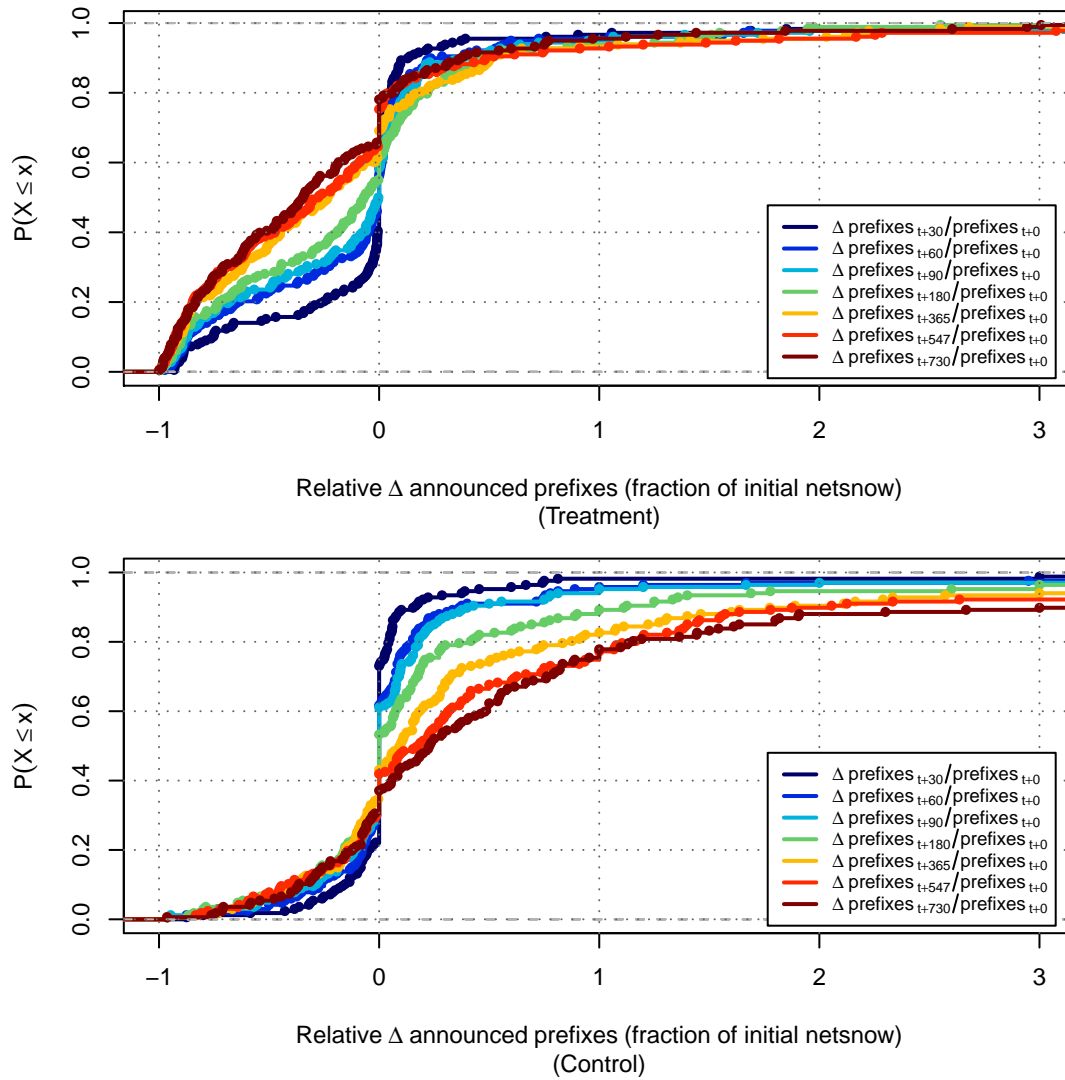 1.0
0.8
0.6
0.4
0.2
0.0
P(X ≤ x)
Δ prefixes t+30/prefixes t+0
Δ prefixes t+60/prefixes t+0
Δ prefixes t+90/prefixes t+0
Δ prefixes t+180/prefixes t+0
Δ prefixes t+365/prefixes t+0
Δ prefixes t+547/prefixes t+0
Δ prefixes t+730/prefixes t+0
−1 0 1 2 3
Relative Δ announced prefixes (fraction of initial netsnow)
(Treatment)
1.0
0.8
0.6
0.4
0.2
0.0
P(X ≤ x)
Δ prefixes t+30/prefixes t+0
Δ prefixes t+60/prefixes t+0
Δ prefixes t+90/prefixes t+0
Δ prefixes t+180/prefixes t+0
Δ prefixes t+365/prefixes t+0
Δ prefixes t+547/prefixes t+0
Δ prefixes t+730/prefixes t+0
−1 0 1 2 3
Relative Δ announced prefixes (fraction of initial netsnow)
(Control)